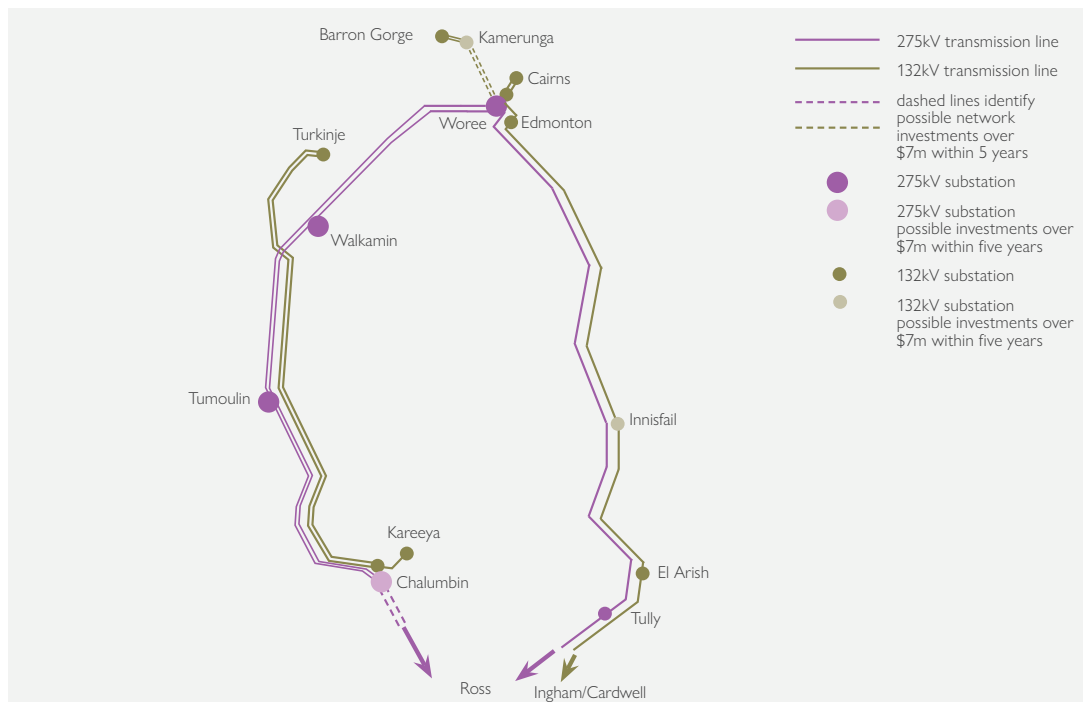 Barron Gorge
Kamerunga
Cairns
Woree
Edmonton
Turkinje
Walkamin
Tumoulin
Innisfail
Kareeya
Chalumbin
El Arish
Tully
Ross
Ingham/Cardwell
275kV transmission line
132kV transmission line
dashed lines identify
possible network
investments over
$7m within 5 years
275kV substation
275kV substation
possible investments over
$7m within five years
132kV substation
132kV substation
possible investments over
$7m within five years